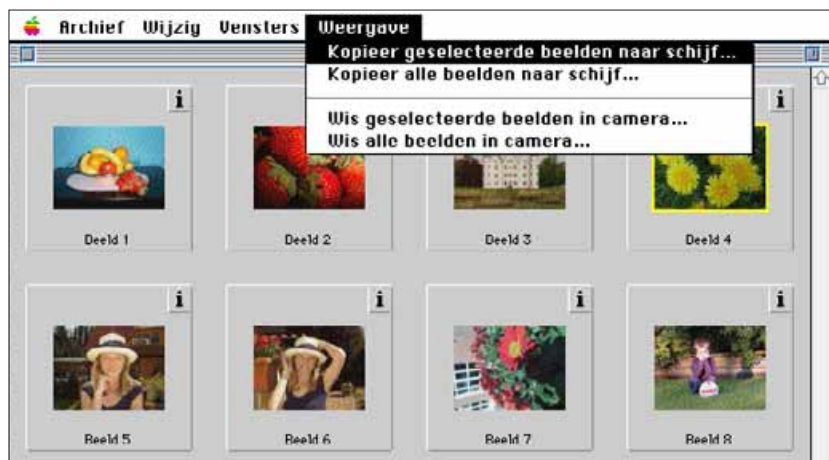 Archief Wijzig Vensters Weergave
Kopieer geselecteerde beelden naar schijf...
Kopieer alle beelden naar schijf...
Wis geselecteerde beelden in camera...
Wis alle beelden in camera...
i i
Beeld 1 Beeld 2 Beeld 3 Beeld 4
i i i i
Beeld 5 Beeld 6 Beeld 7 Beeld 8